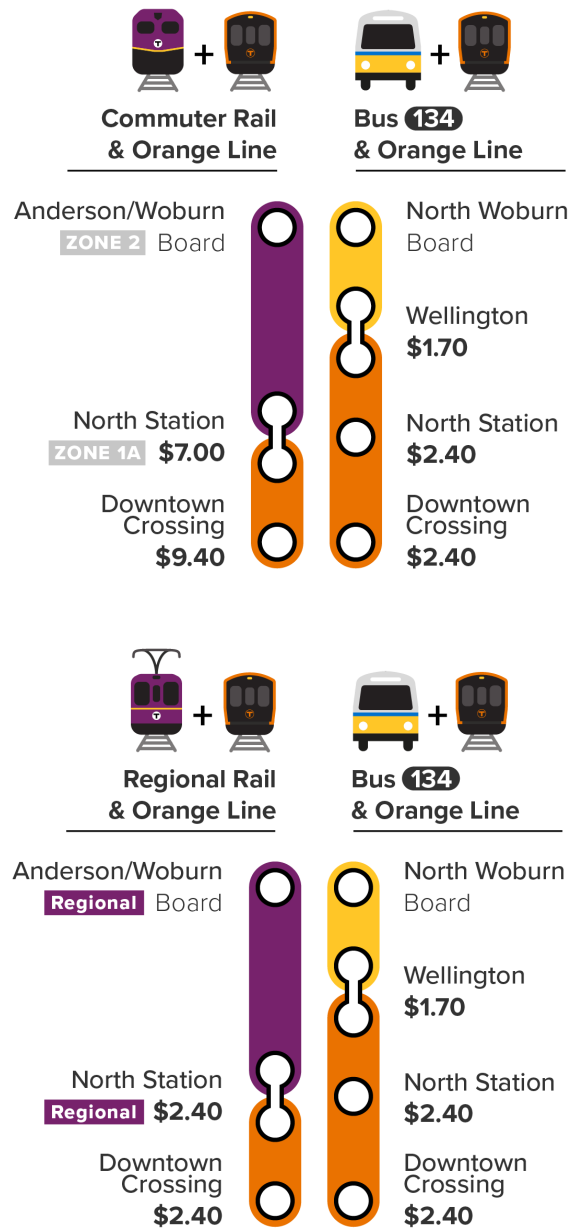 +
Commuter Rail
& Orange Line
Anderson/Woburn
ZONE 2 Board
North Station
ZONE 1A $7.00
Downtown
Crossing
$9.40
+
Bus 134
& Orange Line
North Woburn
Board
Wellington
$1.70
North Station
$2.40
Downtown
Crossing
$2.40
+
Regional Rail
& Orange Line
Anderson/Woburn
Regional Board
North Station
Regional $2.40
Downtown
Crossing
$2.40
+
Bus 134
& Orange Line
North Woburn
Board
Wellington
$1.70
North Station
$2.40
Downtown
Crossing
$2.40